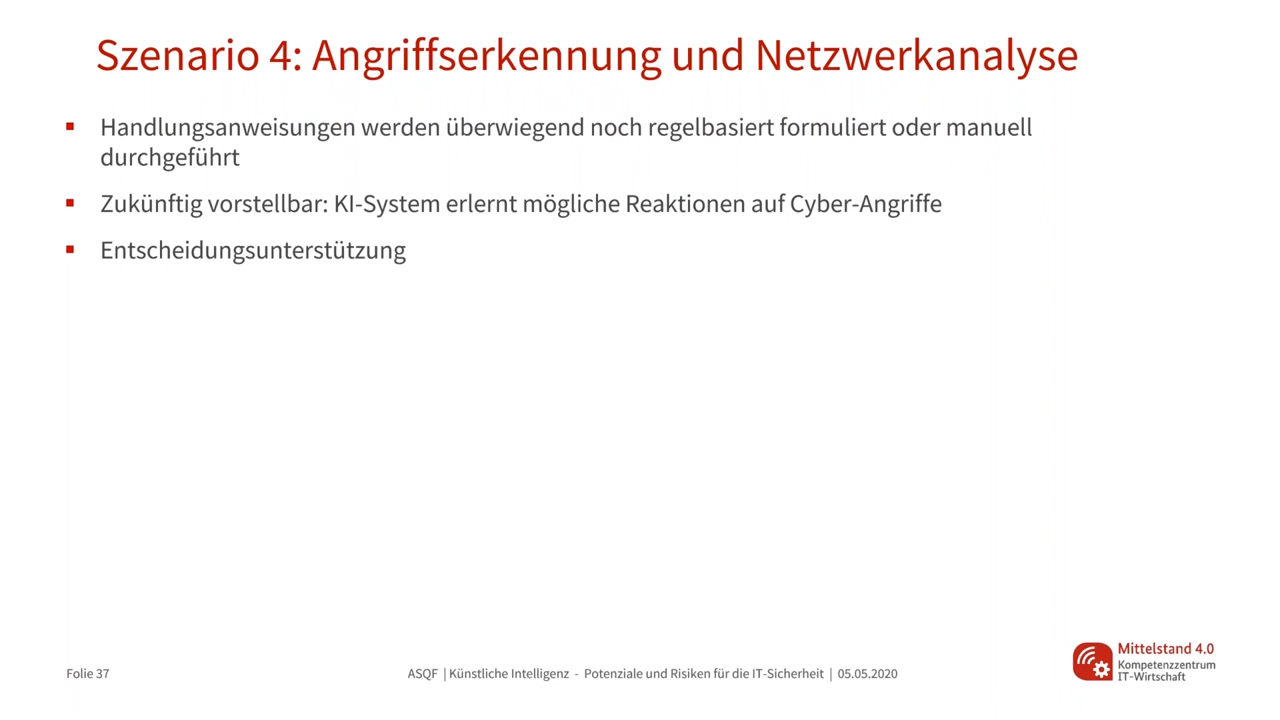 Szenario 4: Angriffserkennung und Netzwerkanalyse
Handlungsanweisungen werden überwiegend noch regelbasiert formuliert oder manuell
durchgeführt
Zukünftig vorstellbar: KI-System erlernt mögliche Reaktionen auf Cyber-Angriffe
Entscheidungsunterstützung
Folie 37
ASQF | Künstliche Intelligenz - Potenziale und Risiken für die IT-Sicherheit | 05.05.2020
Mittelstand 4.0
Kompetenzzentrum
IT-Wirtschaft